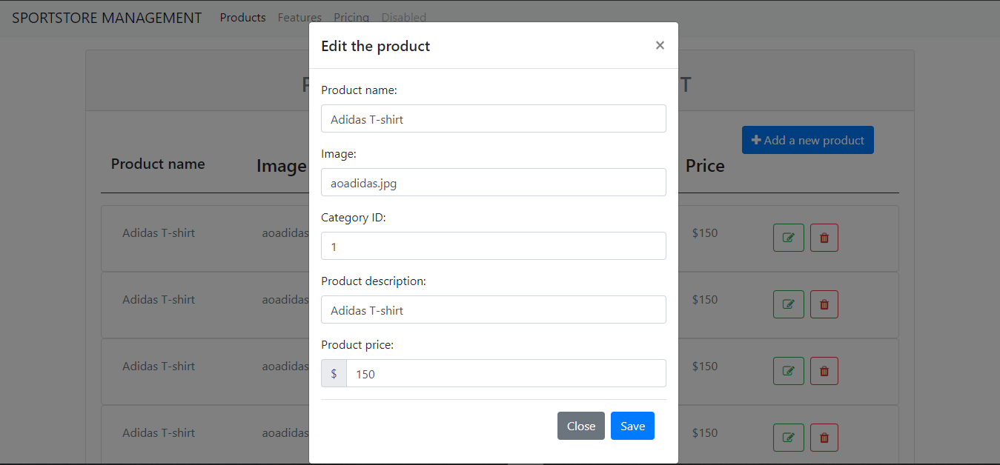 SPORTSTORE MANAGEMENT Products Features Pricing Disabled
Edit the product ×
Product name:
Adidas T-shirt
Image:
aoadidas.jpg
Category ID:
1
Product description:
Adidas T-shirt
Product price:
$ 150
Close Save
Add a new product
Product name Image Price
Adidas T-shirt aoadidas $150
Adidas T-shirt aoadidas $150
Adidas T-shirt aoadidas $150
Adidas T-shirt aoadidas $150